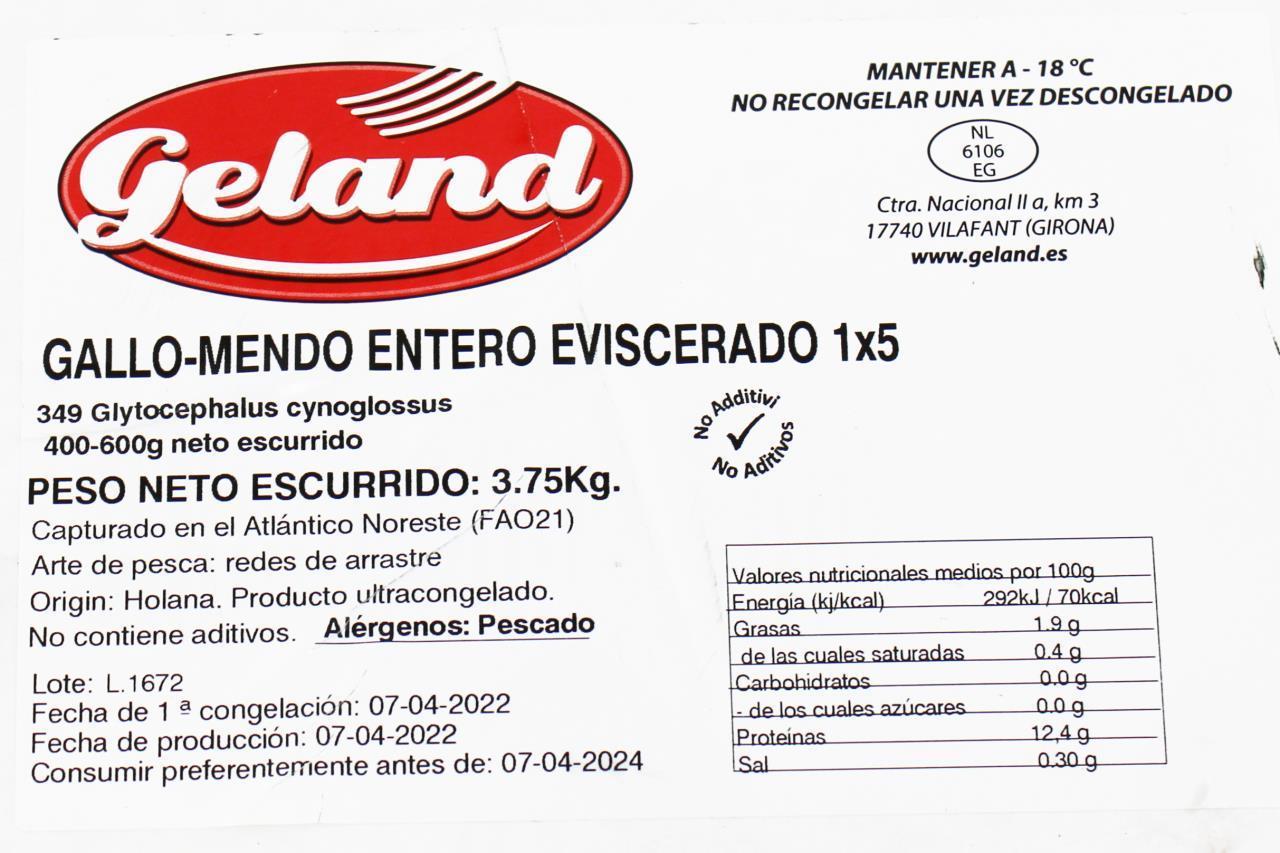 Geland
MANTENER A - 18 °C
NO RECONGELAR UNA VEZ DESCONGELADO
NL
6106
EG
Ctra. Nacional II a, km 3
17740 VILAFANT (GIRONA)
www.geland.es
GALLO-MENDO ENTERO EVISCERADO 1x5
349 Glytocephalus cynoglossus
400-600g neto escurrido
No Additivi
No Aditivos
PESO NETO ESCURRIDO: 3.75Kg.
Capturado en el Atlántico Noreste (FAO21)
Arte de pesca: redes de arrastre
Origin: Holana. Producto ultracongelado.
No contiene aditivos. Alérgenos: Pescado
Lote: L.1672
Fecha de 1 ª congelación: 07-04-2022
Fecha de producción: 07-04-2022
Consumir preferentemente antes de: 07-04-2024
Valores nutricionales medios por 100g
Energía (kj/kcal) 292kJ / 70kcal
Grasas 1.9 g
de las cuales saturadas 0.4 g
Carbohidratos 0.0 g
- de los cuales azúcares 0.0 g
Proteínas 12,4 g
Sal 0.30 g